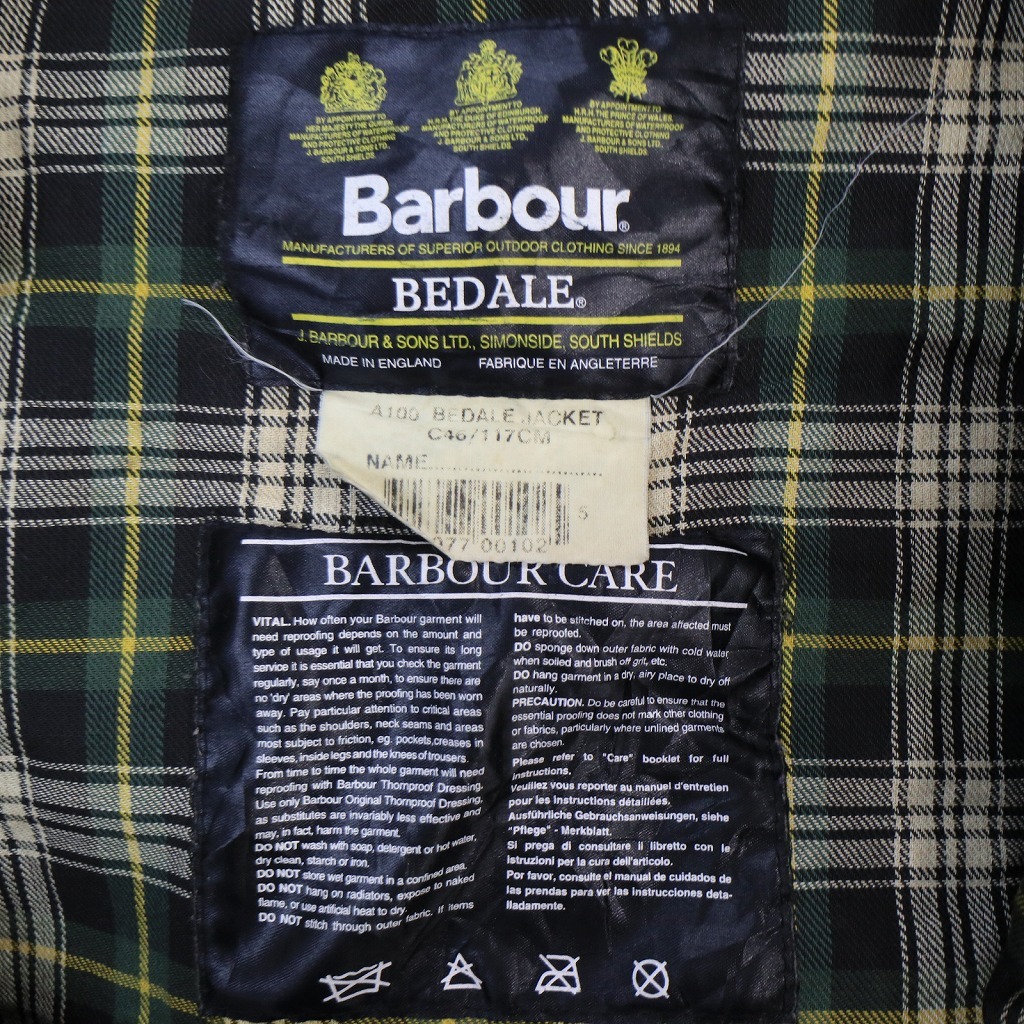 BY APPOINTMENT TO
HER MAJESTY THE QUEEN
MANUFACTURERS OF WATERPROOF
AND PROTECTIVE CLOTHING
J. BARBOUR & SONS LTD.
SOUTH SHIELDS.
BY APPOINTMENT TO
H.R.H. THE DUKE OF EDINBURGH
MANUFACTURERS OF WATERPROOF
AND PROTECTIVE CLOTHING
J. BARBOUR & SONS LTD.
SOUTH SHIELDS.
BY APPOINTMENT TO
H.R.H. THE PRINCE OF WALES
MANUFACTURERS OF WATERPROOF
AND PROTECTIVE CLOTHING
J. BARBOUR & SONS LTD.
SOUTH SHIELDS.
Barbour®
MANUFACTURERS OF SUPERIOR OUTDOOR CLOTHING SINCE 1894
BEDALE®
J. BARBOUR & SONS LTD., SIMONSIDE, SOUTH SHIELDS
MADE IN ENGLAND FABRIQUE EN ANGLETERRE
A100 BEDALE JACKET
C46/117CM
NAME
5
077 00102
BARBOUR CARE
VITAL. How often your Barbour garment will
need reproofing depends on the amount and
type of usage it will get. To ensure its long
service it is essential that you check the garment
regularly, say once a month, to ensure there are
no 'dry' areas where the proofing has been worn
away. Pay particular attention to critical areas
such as the shoulders, neck seams and areas
most subject to friction, eg. pockets,creases in
sleeves, inside legs and the knees of trousers.
From time to time the whole garment will need
reproofing with Barbour Thornproof Dressing.
Use only Barbour Original Thornproof Dressing,
as substitutes are invariably less effective and
may, in fact, harm the garment.
DO NOT wash with soap, detergent or hot water,
dry clean, starch or iron.
DO NOT store wet garment in a confined area.
DO NOT hang on radiators, expose to naked
flame, or use artificial heat to dry.
DO NOT stitch through outer fabric. If items
have to be stitched on, the area affected must
be reproofed.
DO sponge down outer fabric with cold water
when soiled and brush off grit, etc.
DO hang garment in a dry, airy place to dry off
naturally.
PRECAUTION. Do be careful to ensure that the
essential proofing does not mark other clothing
or fabrics, particularly where unlined garments
are chosen.
Please refer to "Care" booklet for full
instructions.
Veuillez vous reporter au manuel d'entretien
pour les instructions détaillées.
Ausführliche Gebrauchsanweisungen, siehe
"Pflege" - Merkblatt.
Si prega di consultare il libretto con le
istruzioni per la cura dell'articolo.
Por favor, consulte el manual de cuidados de
las prendas para ver las instrucciones deta-
lladamente.